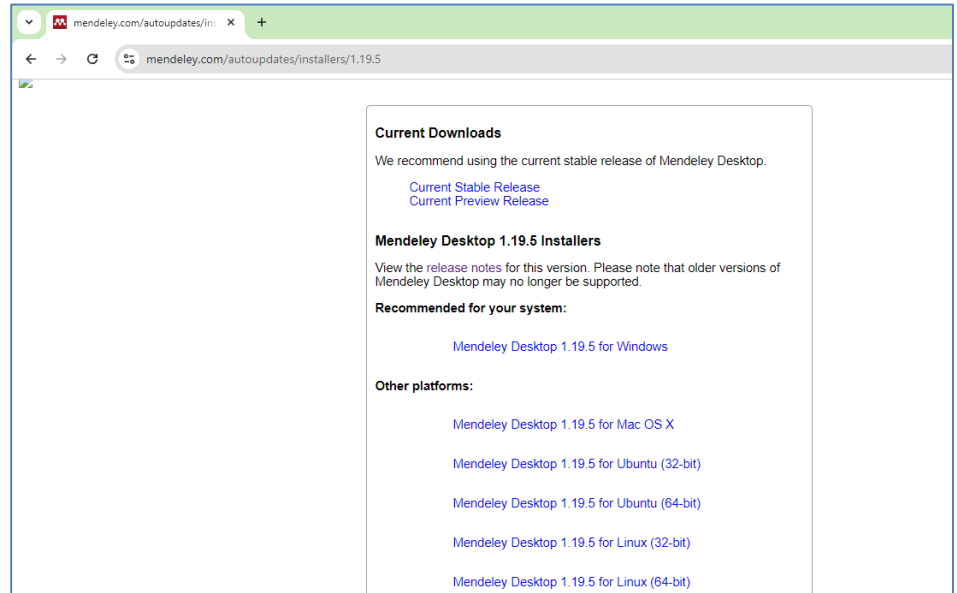 mendeley.com/autoupdates/ins
mendeley.com/autoupdates/installers/1.19.5
Current Downloads
We recommend using the current stable release of Mendeley Desktop.
Current Stable Release
Current Preview Release
Mendeley Desktop 1.19.5 Installers
View the release notes for this version. Please note that older versions of
Mendeley Desktop may no longer be supported.
Recommended for your system:
Mendeley Desktop 1.19.5 for Windows
Other platforms:
Mendeley Desktop 1.19.5 for Mac OS X
Mendeley Desktop 1.19.5 for Ubuntu (32-bit)
Mendeley Desktop 1.19.5 for Ubuntu (64-bit)
Mendeley Desktop 1.19.5 for Linux (32-bit)
Mendeley Desktop 1.19.5 for Linux (64-bit)